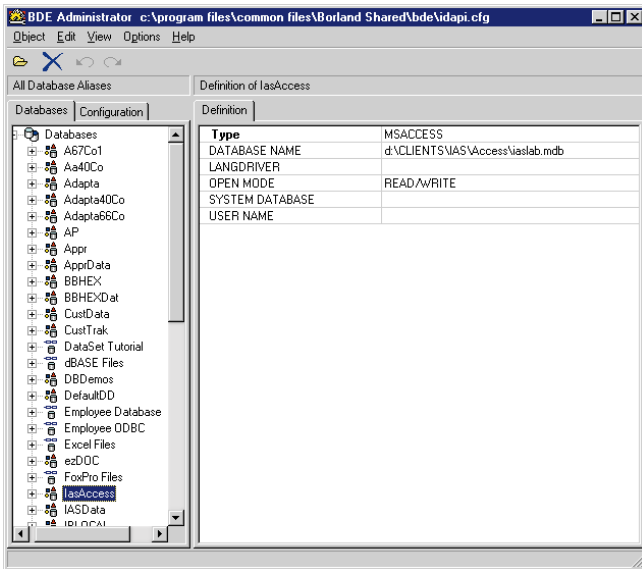 BDE Administrator c:\program files\common files\Borland Shared\bde\idapi.cfg
Object Edit View Options Help
All Database Aliases
Definition of IasAccess
Databases Configuration
Definition
Databases
A67Co1
Aa40Co
Adapta
Adapta40Co
Adapta66Co
AP
Appr
ApprData
BBHEX
BBHEXDat
CustData
CustTrak
DataSet Tutorial
dBASE Files
DBDemos
DefaultDD
Employee Database
Employee ODBC
Excel Files
ezDOC
FoxPro Files
IasAccess
IASData
IBLOCAL
Type MSACCESS
DATABASE NAME d:\CLIENTS\IAS\Access\iaslab.mdb
LANGDRIVER
OPEN MODE READ/WRITE
SYSTEM DATABASE
USER NAME